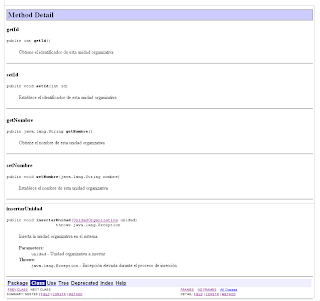 Method Detail
getId
public int getId()
Obtiene el identificador de esta unidad organizativa
setId
public void setId(int id)
Establece el identificador de esta unidad organizativa
getNombre
public java.lang.String getNombre()
Obtiene el nombre de esta unidad organizativa
setNombre
public void setNombre(java.lang.String nombre)
Establece el nombre de esta unidad organizativa
insertarUnidad
public void insertarUnidad(UnidadOrganizativa unidad)
throws java.lang.Exception
Inserta la unidad organizativa en el sistema
Parameters:
unidad - Unidad organizativa a insertar
Throws:
java.lang.Exception - Excepción elevada durante el proceso de inserción
Package Class Use Tree Deprecated Index Help
PREV CLASS NEXT CLASS FRAMES NO FRAMES All Classes
SUMMARY: NESTED | FIELD | CONSTR | METHOD DETAIL: FIELD | CONSTR | METHOD